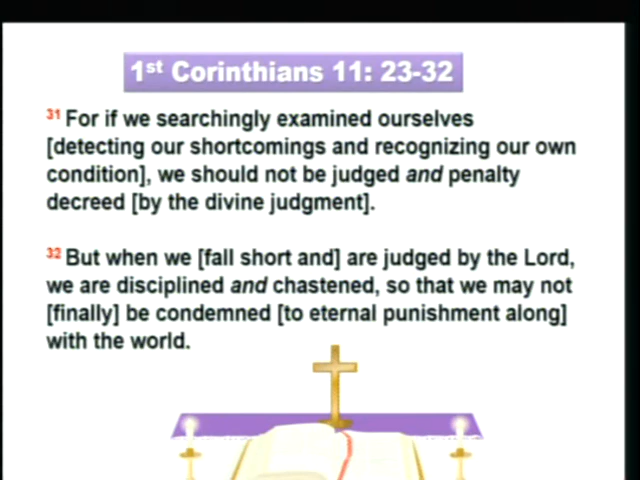 1st Corinthians 11: 23-32
31 For if we searchingly examined ourselves
[detecting our shortcomings and recognizing our own
condition], we should not be judged and penalty
decreed [by the divine judgment].
32 But when we [fall short and] are judged by the Lord,
we are disciplined and chastened, so that we may not
[finally] be condemned [to eternal punishment along]
with the world.